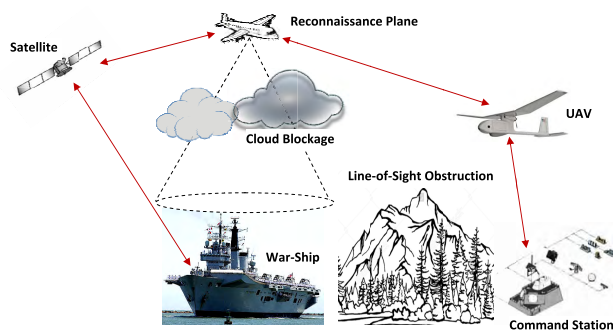 Reconnaissance Plane
Satellite
UAV
Cloud Blockage
Line-of-Sight Obstruction
War-Ship
Command Station